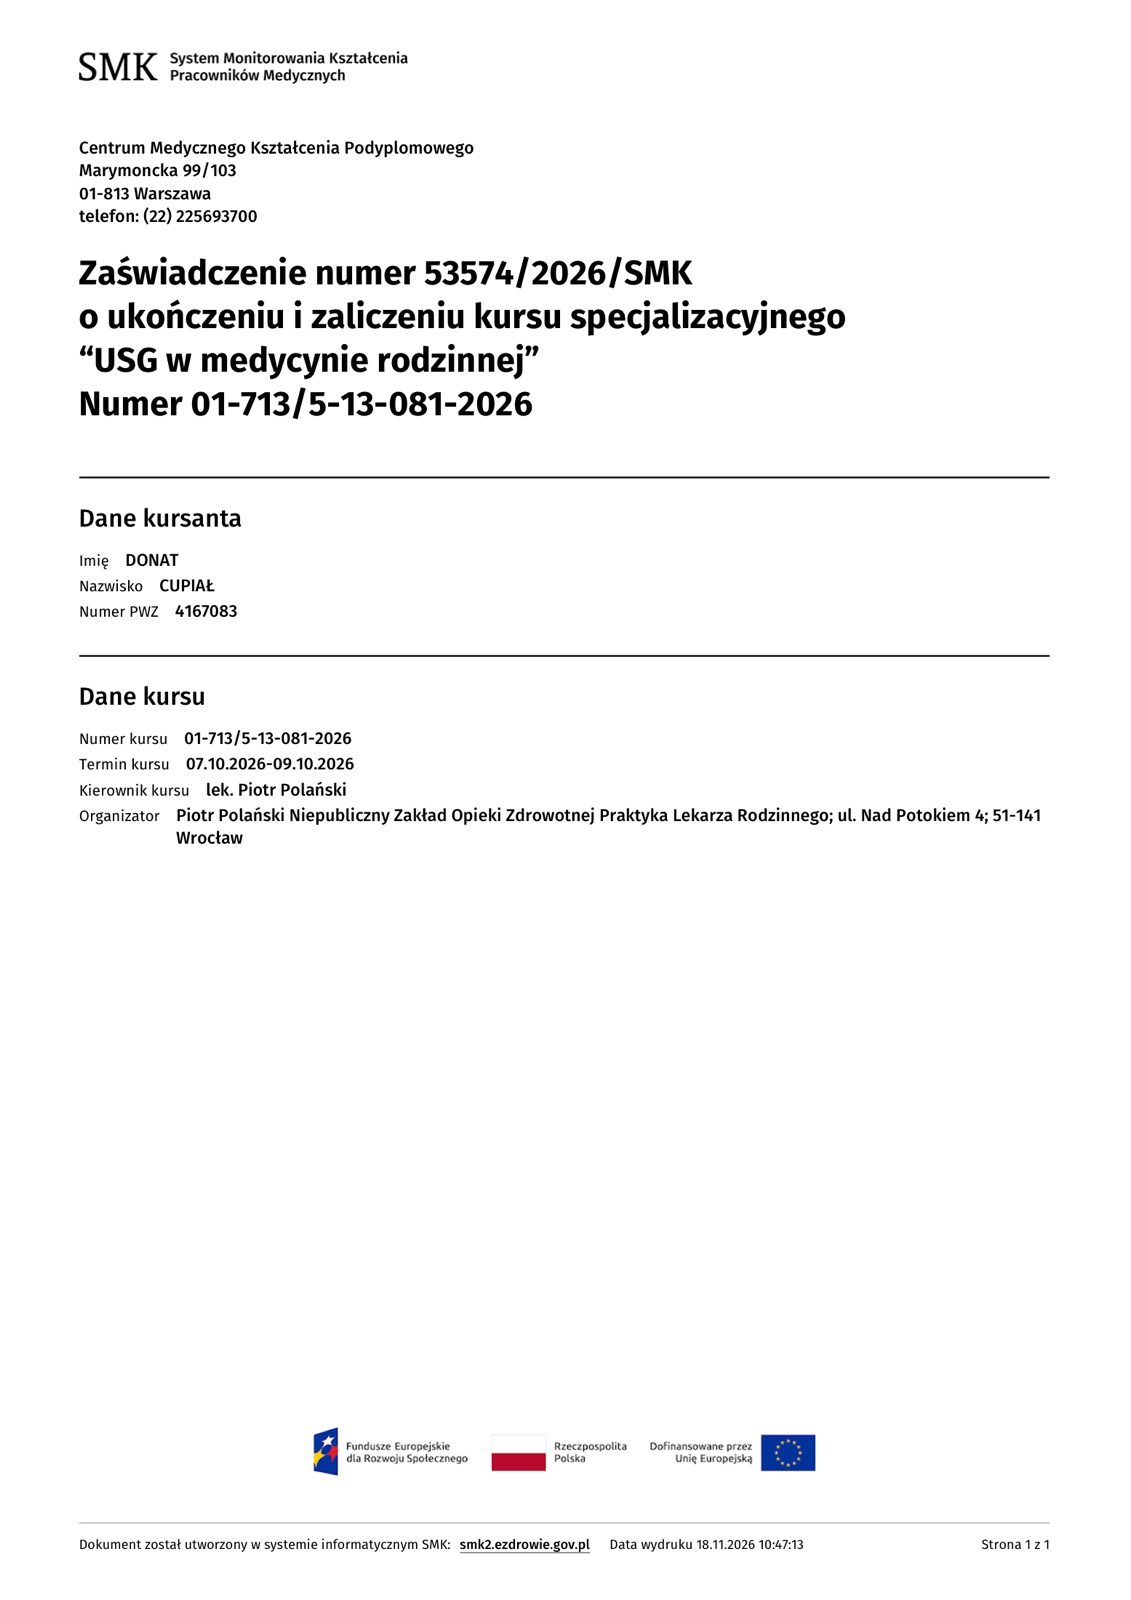 SMK System Monitorowania Kształcenia
Pracowników Medycznych
Centrum Medycznego Kształcenia Podyplomowego
Marymoncka 99/103
01-813 Warszawa
telefon: (22) 225693700
Zaświadczenie numer 53574/2026/SMK
o ukończeniu i zaliczeniu kursu specjalizacyjnego
“USG w medycynie rodzinnej”
Numer 01-713/5-13-081-2026
Dane kursanta
Imię DONAT
Nazwisko CUPIAŁ
Numer PWZ 4167083
Dane kursu
Numer kursu 01-713/5-13-081-2026
Termin kursu 07.10.2026-09.10.2026
Kierownik kursu lek. Piotr Polański
Organizator Piotr Polański Niepubliczny Zakład Opieki Zdrowotnej Praktyka Lekarza Rodzinnego; ul. Nad Potokiem 4; 51-141
Wrocław
Fundusze Europejskie
dla Rozwoju Społecznego
Rzeczpospolita
Polska
Dofinansowane przez
Unię Europejską
Dokument został utworzony w systemie informatycznym SMK: smk2.ezdrowie.gov.pl Data wydruku 18.11.2026 10:47:13 Strona 1 z 1